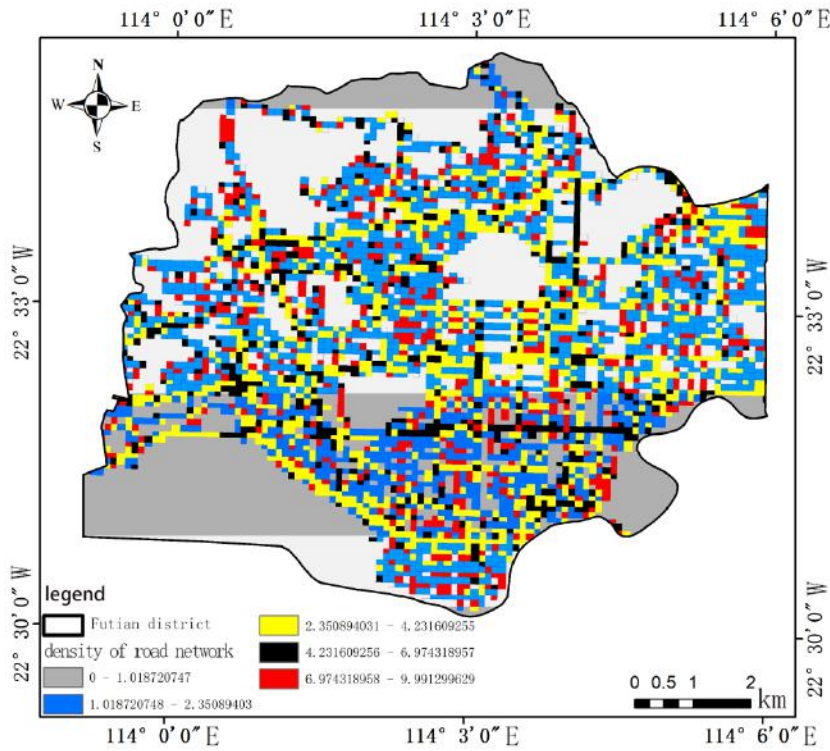 114° 0′0″E 114° 3′0″E 114° 6′0″E
N
W E
S
22° 33′0″W 22° 33′0″W
22° 30′0″W 22° 30′0″W
legend
Futian district
density of road network
0 - 1.018720747
1.018720748 - 2.35089403
2.350894031 - 4.231609255
4.231609256 - 6.974318957
6.974318958 - 9.991299629
0 0.5 1 2
km
114° 0′0″E 114° 3′0″E 114° 6′0″E